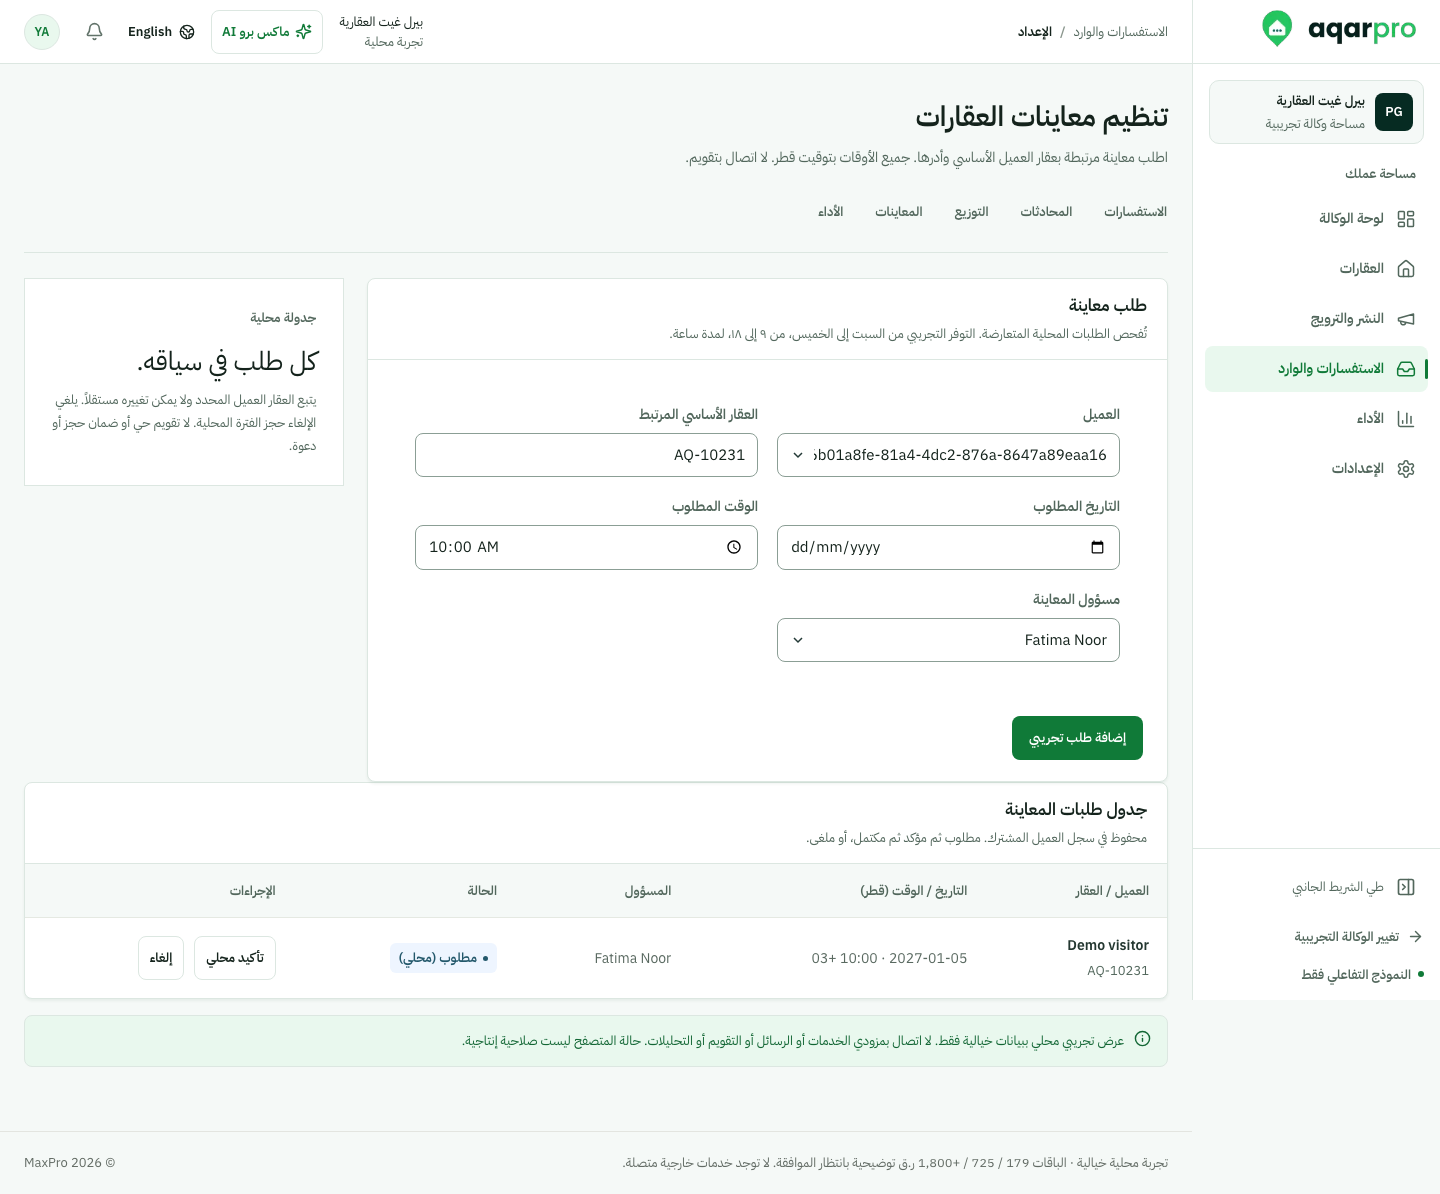 aqarpro
الاستفسارات والوارد / الإعداد
بيرل غيت العقارية
تجربة محلية
ماكس برو AI
English
YA
PG
بيرل غيت العقارية
مساحة وكالة تجريبية
مساحة عملك
لوحة الوكالة
العقارات
النشر والترويج
الاستفسارات والوارد
الأداء
الإعدادات
طي الشريط الجانبي
تغيير الوكالة التجريبية
النموذج التفاعلي فقط
تنظيم معاينات العقارات
اطلب معاينة مرتبطة بعقار العميل الأساسي وأدرها. جميع الأوقات بتوقيت قطر. لا اتصال بتقويم.
الاستفسارات المحادثات التوزيع المعاينات الأداء
طلب معاينة
تُفحص الطلبات المحلية المتعارضة. التوفر التجريبي من السبت إلى الخميس، من ٩ إلى ١٨، لمدة ساعة.
العميل
b01a8fe-81a4-4dc2-876a-8647a89eaa16
العقار الأساسي المرتبط
AQ-10231
التاريخ المطلوب
dd/mm/yyyy
الوقت المطلوب
10:00 AM
مسؤول المعاينة
Fatima Noor
إضافة طلب تجريبي
جدولة محلية
كل طلب في سياقه.
يتبع العقار العميل المحدد ولا يمكن تغييره مستقلاً. يلغي
الإلغاء حجز الفترة المحلية. لا تقويم حي أو ضمان حجز أو
دعوة.
جدول طلبات المعاينة
محفوظ في سجل العميل المشترك. مطلوب ثم مؤكد ثم مكتمل، أو ملغى.
العميل / العقار التاريخ / الوقت (قطر) المسؤول الحالة الإجراءات
Demo visitor
AQ-10231
2027-01-05 · 10:00 +03
Fatima Noor
مطلوب (محلي)
تأكيد محلي
إلغاء
عرض تجريبي محلي ببيانات خيالية فقط. لا اتصال بمزودي الخدمات أو الرسائل أو التقويم أو التحليلات. حالة المتصفح ليست صلاحية إنتاجية.
تجربة محلية خيالية · الباقات 179 / 725 / +1,800 ر.ق توضيحية بانتظار الموافقة. لا توجد خدمات خارجية متصلة.
© 2026 MaxPro